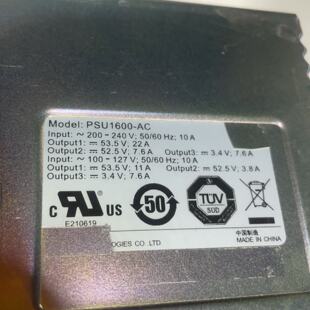 Model: PSU1600-AC
Input: ~ 200-240 V; 50/60 Hz; 10 A
Output1: ⎓ 53.5 V; 22 A
Output2: ⎓ 52.5 V; 7.6 A Output3: ⎓ 3.4 V; 7.6 A
Input: ~ 100-127 V; 50/60 Hz; 10 A
Output1: ⎓ 53.5 V; 11 A Output2: ⎓ 52.5 V; 3.8 A
Output3: ⎓ 3.4 V; 7.6 A
c RU US
E210619
50
TÜV
SÜD
OGIES CO.,LTD
中国制造
MADE IN CHINA